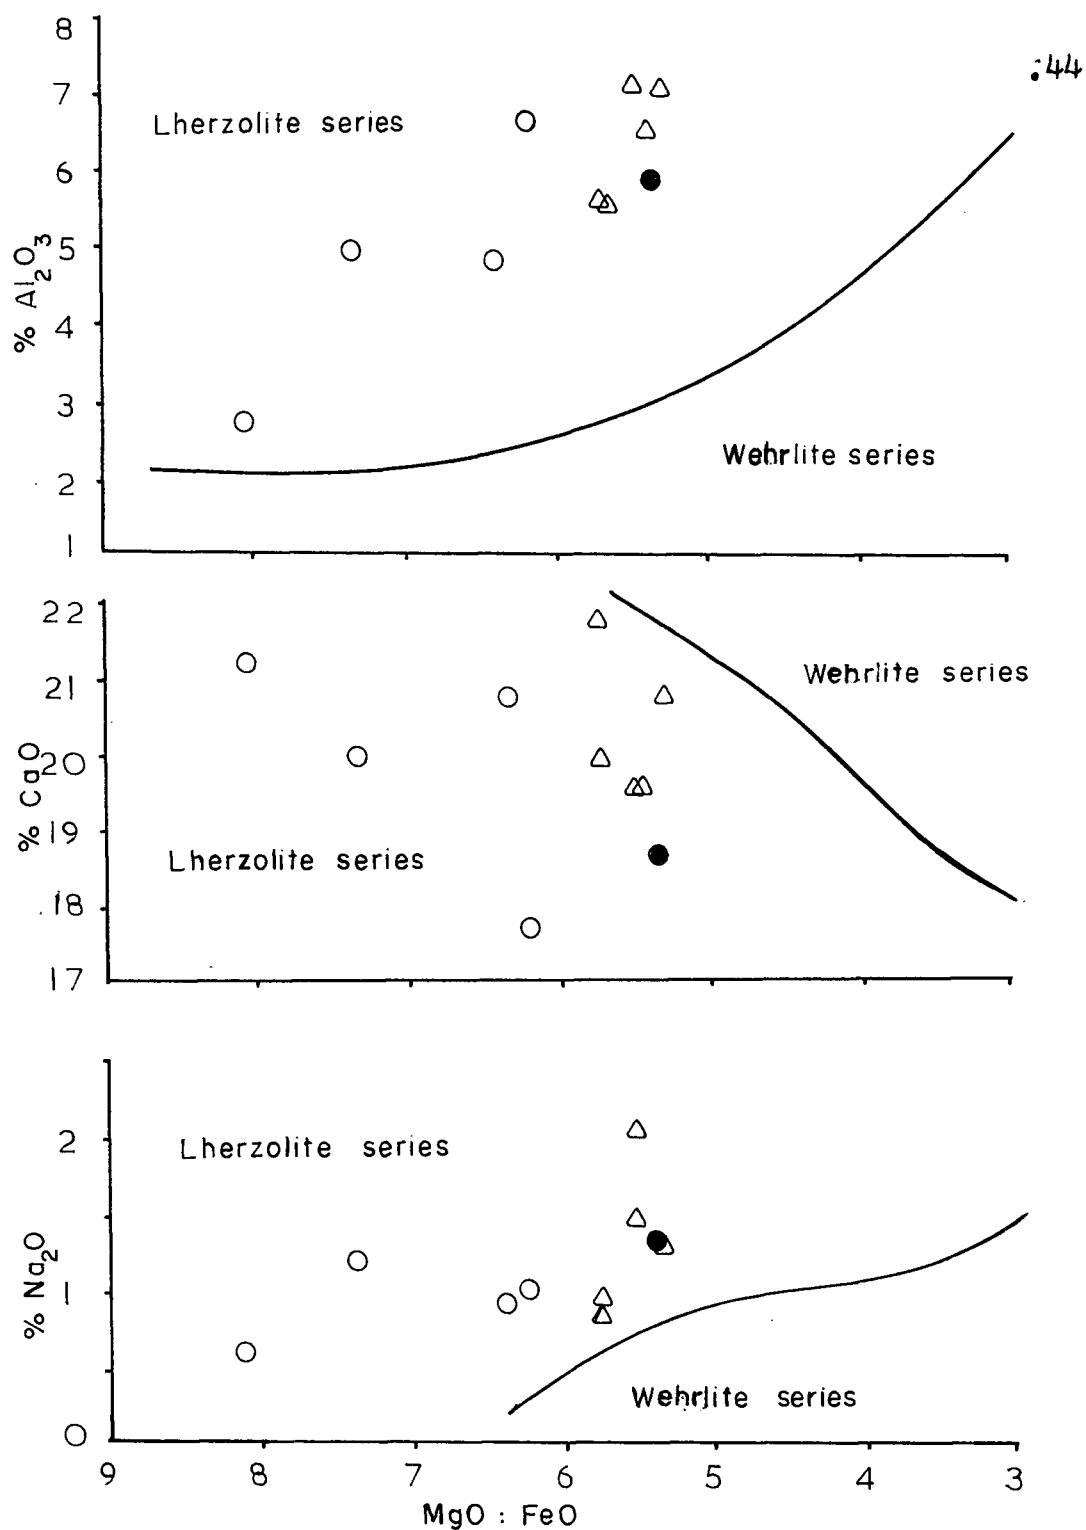 8
:44
7
Lherzolite series
6
5
% Al2O3
4
3
Wehrlite series
2
1
22
Wehrlite series
21
% CaO
20
19
Lherzolite series
18
17
Lherzolite series
2
% Na2O
1
Wehrlite series
0
9 8 7 6 5 4 3
MgO : FeO